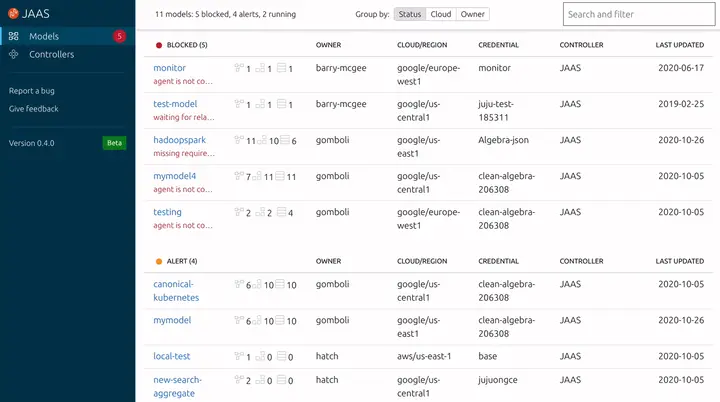 JAAS
Models 5
Controllers
Report a bug
Give feedback
Version 0.4.0 Beta
11 models: 5 blocked, 4 alerts, 2 running
Group by: Status Cloud Owner
Search and filter
BLOCKED (5) OWNER CLOUD/REGION CREDENTIAL CONTROLLER LAST UPDATED
monitor 1 1 1 barry-mcgee google/europe- monitor JAAS 2020-06-17
agent is not co... west1
test-model 1 1 1 barry-mcgee google/us- juju-test- JAAS 2019-02-25
waiting for rela... central1 185311
hadoopspark 11 10 6 gomboli google/us- Algebra-json JAAS 2020-10-26
missing require... east1
mymodel4 7 11 11 gomboli google/us- clean-algebra- JAAS 2020-10-05
agent is not co... central1 206308
testing 2 2 4 gomboli google/europe- clean-algebra- JAAS 2020-10-05
agent is not co... west1 206308
ALERT (4) OWNER CLOUD/REGION CREDENTIAL CONTROLLER LAST UPDATED
canonical- 6 10 10 gomboli google/us- clean-algebra- JAAS 2020-10-05
kubernetes central1 206308
mymodel 6 10 10 gomboli google/us- clean-algebra- JAAS 2020-10-26
east1 206308
local-test 1 0 0 hatch aws/us-east-1 base JAAS 2020-10-05
new-search- 2 0 0 hatch google/us- jujuongce JAAS 2020-10-05
aggregate central1